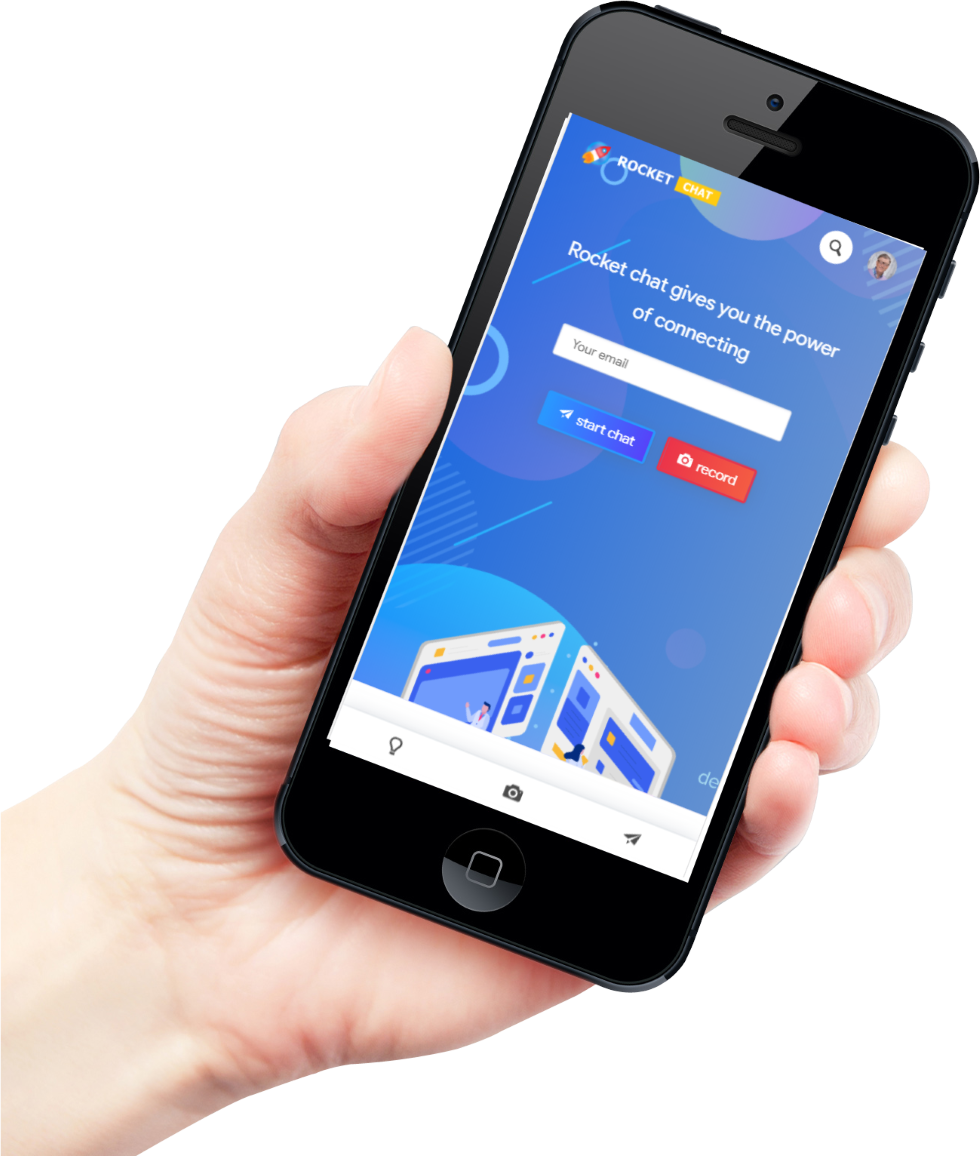 ROCKET CHAT
Rocket chat gives you the power
of connecting
Your email
start chat
record
de